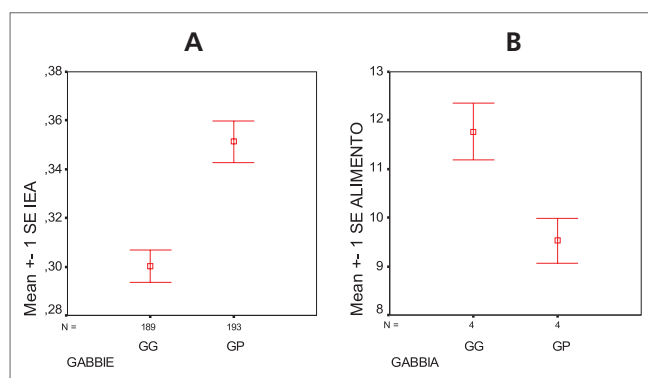 A
Mean +- 1 SE IEA
,38
,36
,34
,32
,30
,28
N = 189 193
GG GP
GABBIE
B
Mean +- 1 SE ALIMENTO
13
12
11
10
9
8
N = 4 4
GG GP
GABBIA